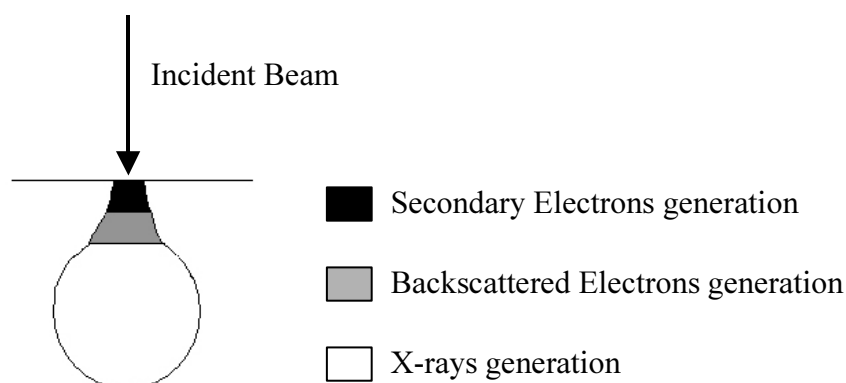 Incident Beam
Secondary Electrons generation
Backscattered Electrons generation
X-rays generation